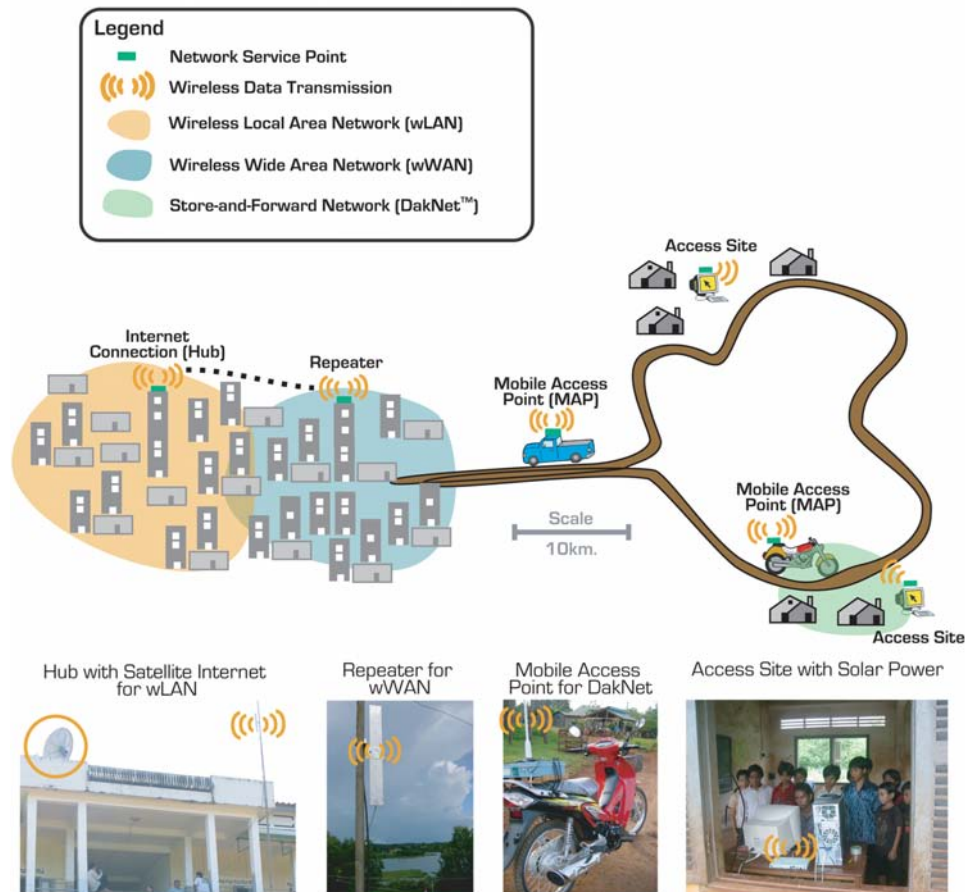 Legend
Network Service Point
Wireless Data Transmission
Wireless Local Area Network (wLAN)
Wireless Wide Area Network (wWAN)
Store-and-Forward Network (DakNet™)
Access Site
Internet
Connection (Hub)
Repeater
Mobile Access
Point (MAP)
Mobile Access
Point (MAP)
Scale
10km.
Access Site
Hub with Satellite Internet
for wLAN
Repeater for
wWAN
Mobile Access
Point for DakNet
Access Site with Solar Power